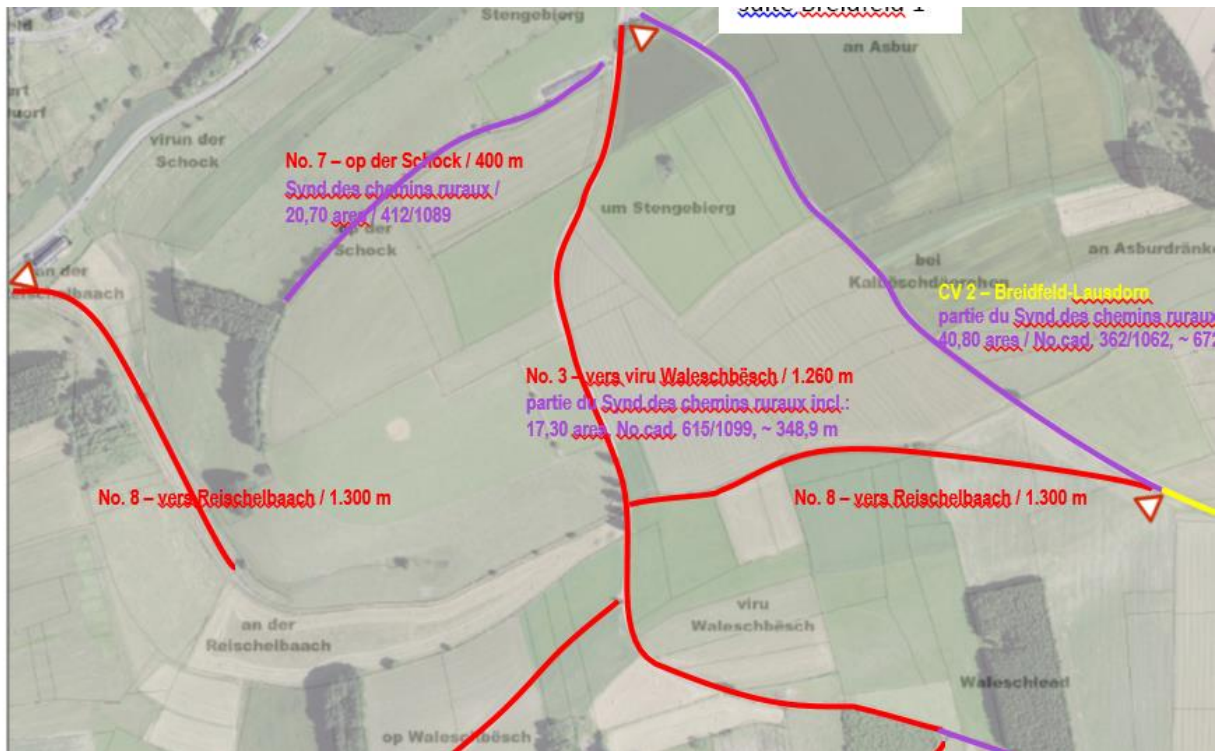 Stengebierg
suite Breidfeld 1
an Asbur
virun der
Schock
No. 7 – op der Schock / 400 m
Synd.des chemins ruraux /
20,70 ares / 412/1089
op der
Schock
um Stengebierg
an der
Reischelbaach
bei
Kalböschdörchen
an Asburdränke
CV 2 – Breidfeld-Lausdorn
partie du Synd.des chemins ruraux
40,80 ares / No.cad. 362/1062, ~ 672
No. 3 – vers viru Waleschbësch / 1.260 m
partie du Synd.des chemins ruraux incl.:
17,30 ares, No.cad. 615/1099, ~ 348,9 m
No. 8 – vers Reischelbaach / 1.300 m
No. 8 – vers Reischelbaach / 1.300 m
an der
Reischelbaach
viru
Waleschbësch
Waleschlead
op Waleschbësch